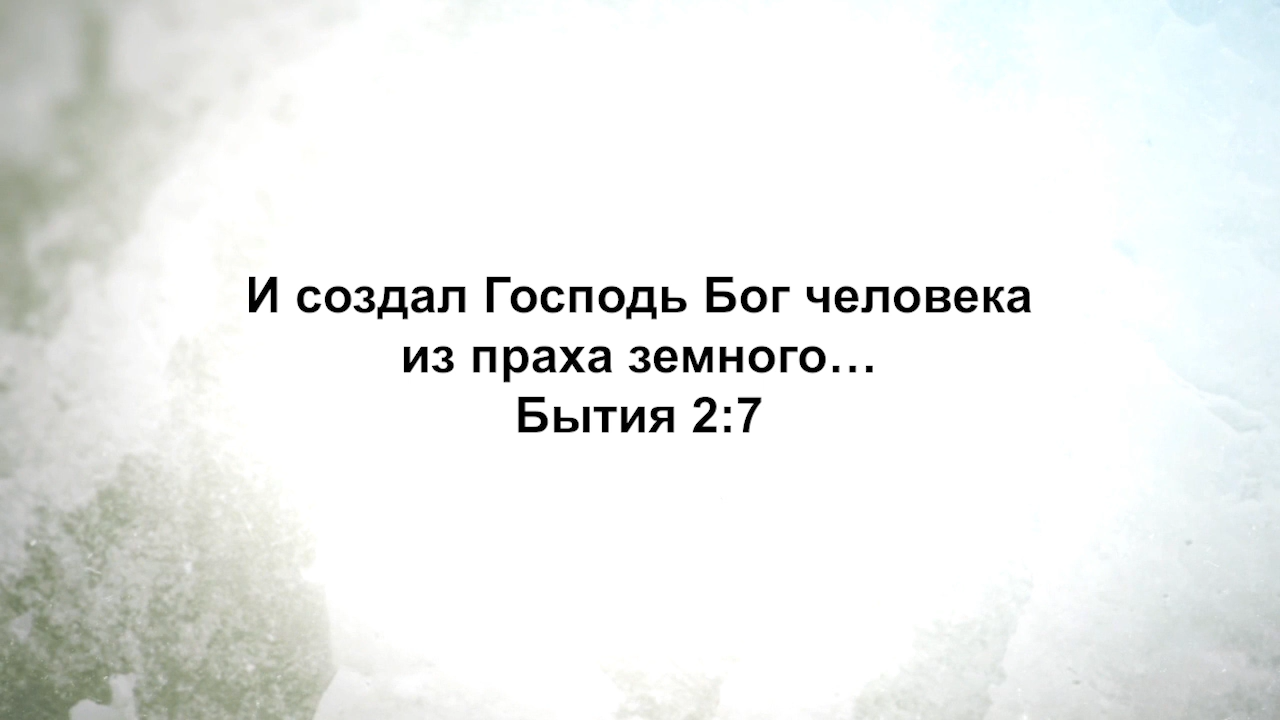 И создал Господь Бог человека
из праха земного…
Бытия 2:7